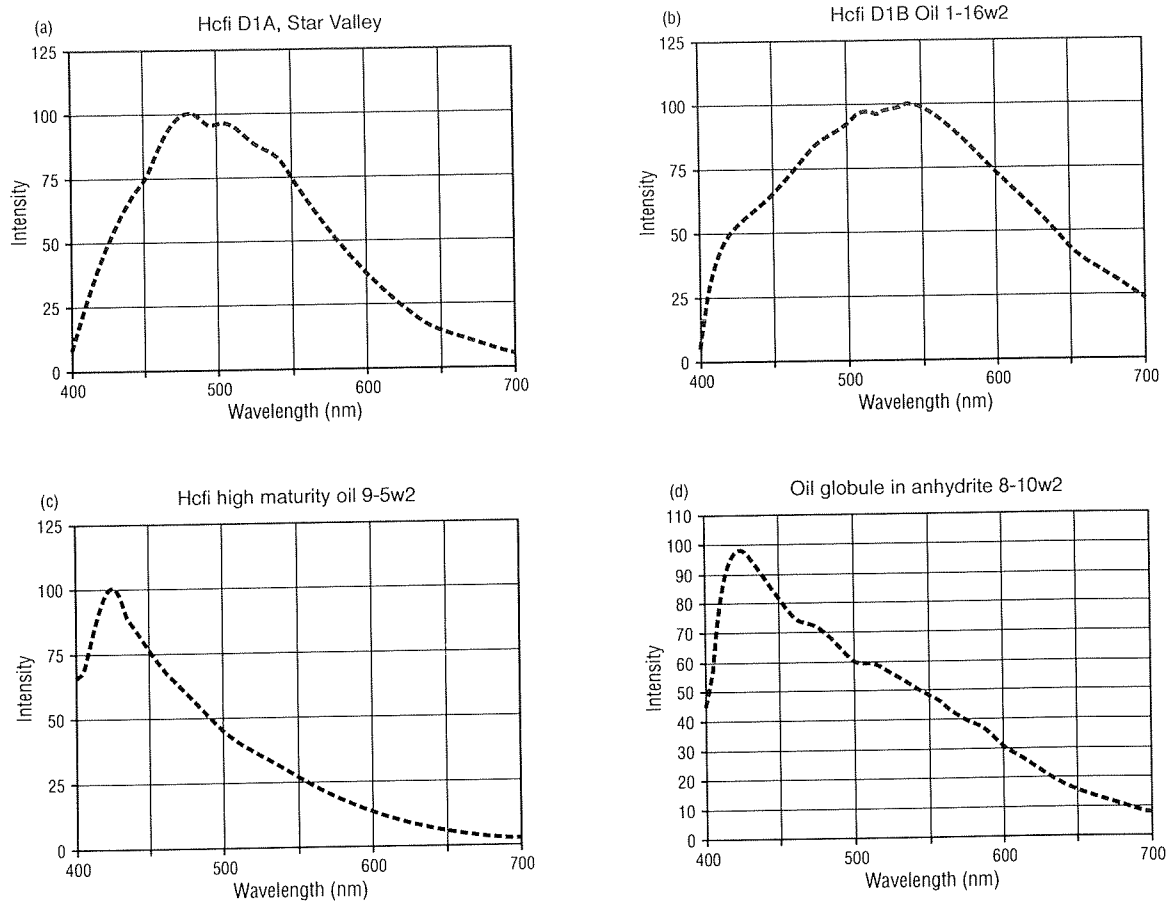 (a)
Hcfi D1A, Star Valley
125
100
75
50
25
0
Intensity
400
500
600
700
Wavelength (nm)
(b)
Hcfi D1B Oil 1-16w2
125
100
75
50
25
0
Intensity
400
500
600
700
Wavelength (nm)
(c)
Hcfi high maturity oil 9-5w2
125
100
75
50
25
0
Intensity
400
500
600
700
Wavelength (nm)
(d)
Oil globule in anhydrite 8-10w2
110
100
90
80
70
60
50
40
30
20
10
0
Intensity
400
500
600
700
Wavelength (nm)